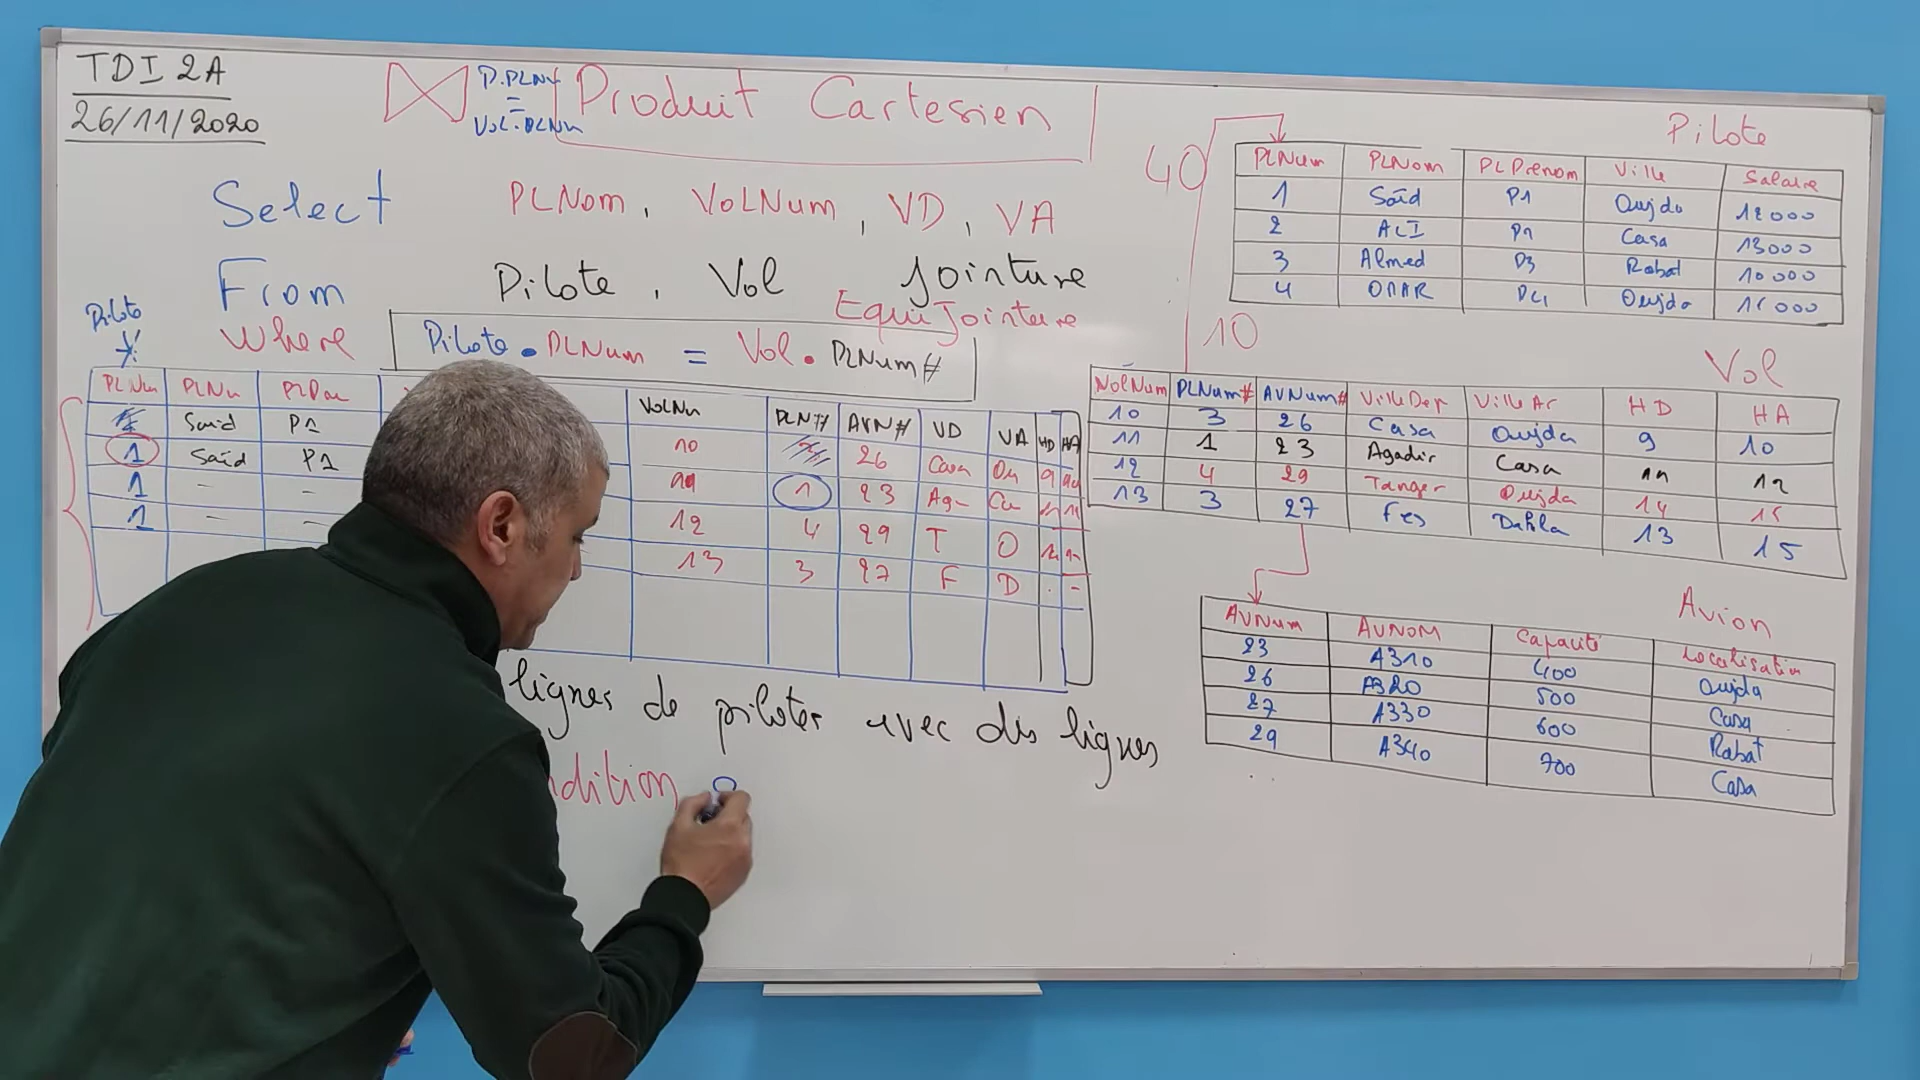 TDI 2A
26/11/2020
P.PLN
=
Vol.PLNu
Produit Cartesien
Select PLNom, VolNum, VD, VA
From Pilote, Vol Jointure
Equi Jointure
Where Pilote.PLNum = Vol.PLNum#
Pilote
PLNum PLNu VolNu PLN# AVN# VD VA HD HA
Said P1 10 26 Casa Ou 9
1 Said P1 11 1 23 Ag- Ca
1 - - 12 4 29 T O
1 - - 13 3 27 F D . -
lignes de pilotes avec des lignes
ndition
40
Pilote
PLNum PLNom PLPrenom Ville Salaire
1 Said P1 Oujda 12000
2 ALI P2 Casa 13000
3 Ahmed P3 Rabat 10000
4 OMAR P4 Oujda
10
Vol
VolNum PLNum# AVNum# VilleDep VilleAr HD HA
10 3 26 Casa Oujda 9 10
11 1 23 Agadir Casa 11 12
12 4 29 Tanger Oujda 14 15
13 3 27 Fes Dakhla 13 15
Avion
AVNum AVNOM Capacité Localisation
23 A310 400 Oujda
26 A320 500 Casa
27 A330 600 Rabat
29 A340 700 Casa